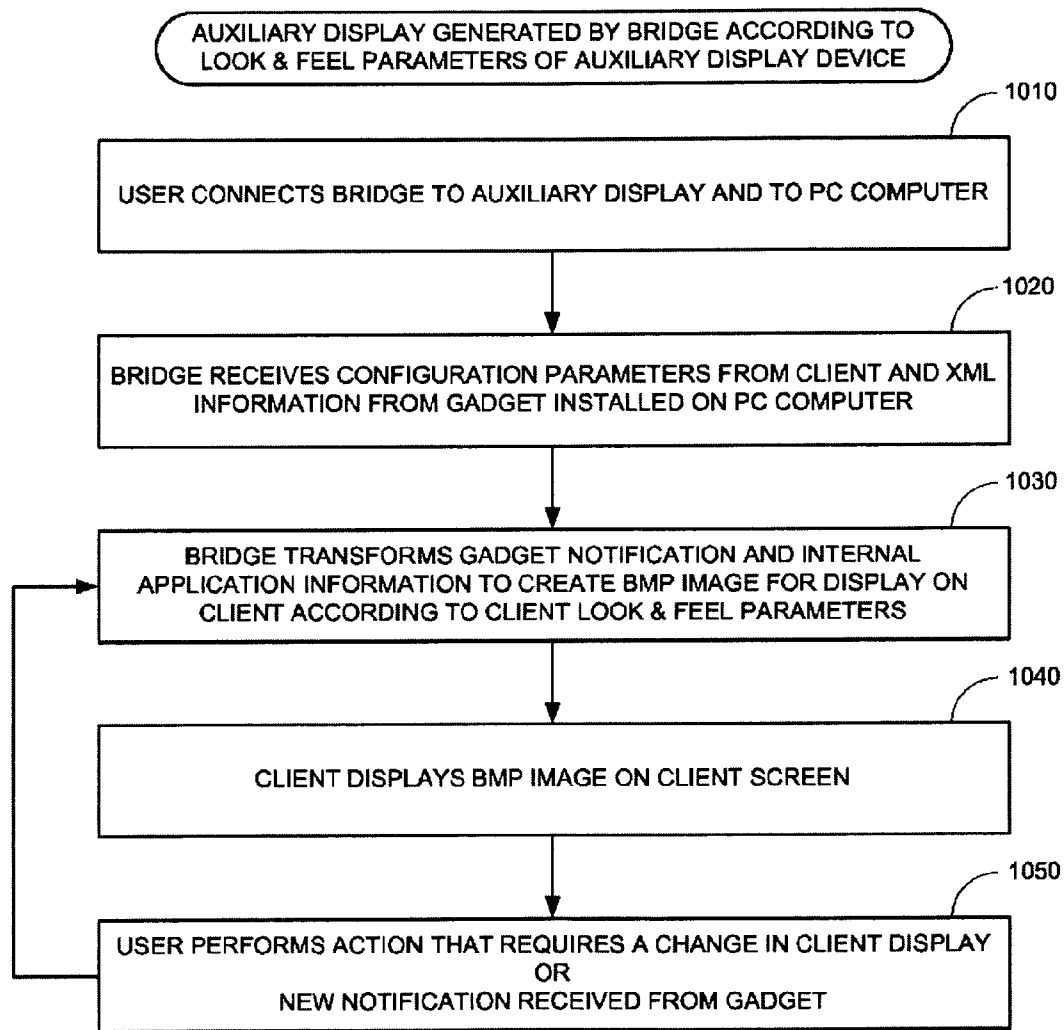 AUXILIARY DISPLAY GENERATED BY BRIDGE ACCORDING TO
LOOK & FEEL PARAMETERS OF AUXILIARY DISPLAY DEVICE
1010
USER CONNECTS BRIDGE TO AUXILIARY DISPLAY AND TO PC COMPUTER
1020
BRIDGE RECEIVES CONFIGURATION PARAMETERS FROM CLIENT AND XML
INFORMATION FROM GADGET INSTALLED ON PC COMPUTER
1030
BRIDGE TRANSFORMS GADGET NOTIFICATION AND INTERNAL
APPLICATION INFORMATION TO CREATE BMP IMAGE FOR DISPLAY ON
CLIENT ACCORDING TO CLIENT LOOK & FEEL PARAMETERS
1040
CLIENT DISPLAYS BMP IMAGE ON CLIENT SCREEN
1050
USER PERFORMS ACTION THAT REQUIRES A CHANGE IN CLIENT DISPLAY
OR
NEW NOTIFICATION RECEIVED FROM GADGET